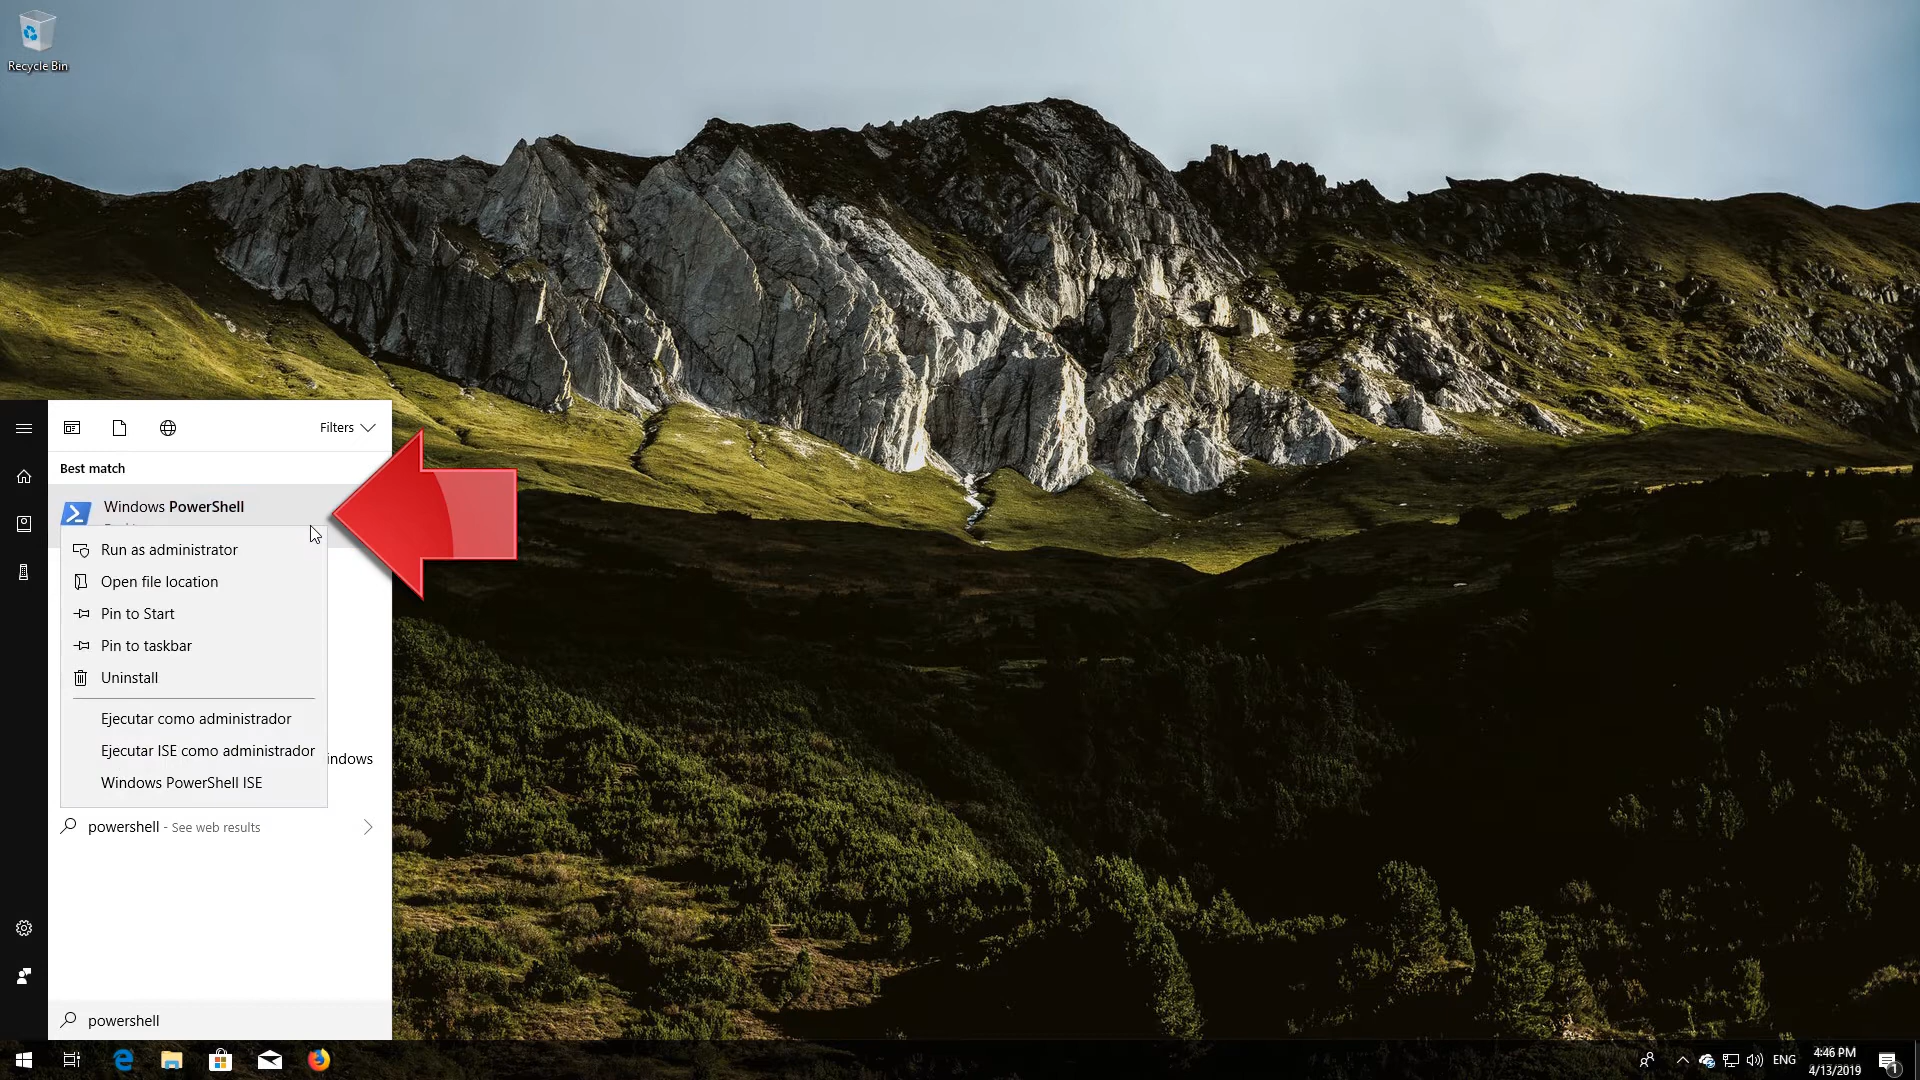 Recycle Bin
Filters
Best match
Windows PowerShell
Run as administrator
Open file location
Pin to Start
Pin to taskbar
Uninstall
Ejecutar como administrador
Ejecutar ISE como administrador
indows
Windows PowerShell ISE
powershell - See web results
powershell
ENG
4:46 PM
4/13/2019
1